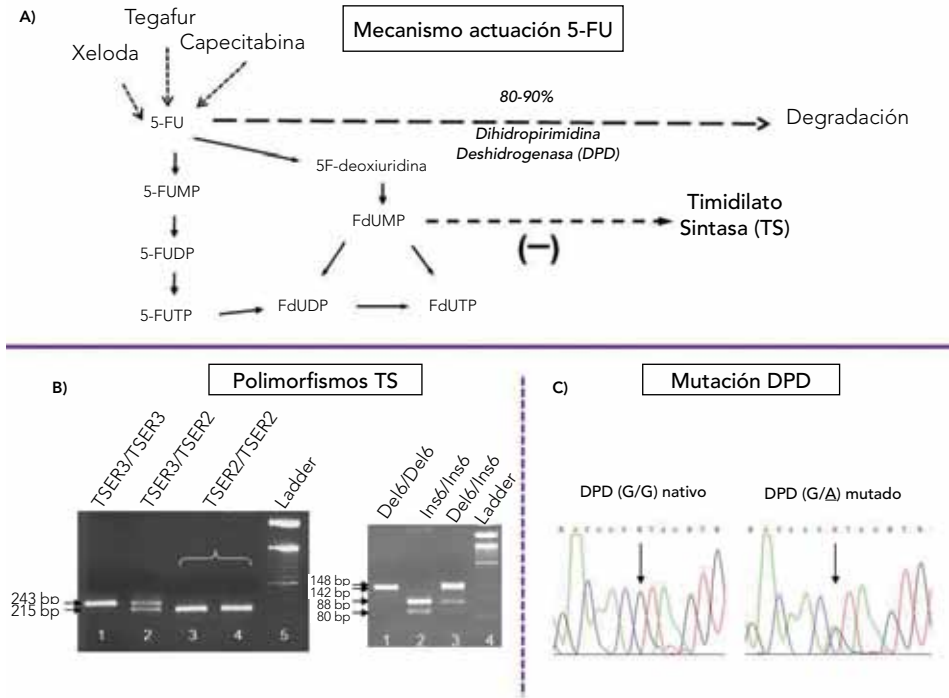 A)
Mecanismo actuación 5-FU
Tegafur
Xeloda
Capecitabina
80-90%
5-FU
Degradación
Dihidropirimidina
Deshidrogenasa (DPD)
5F-deoxiuridina
5-FUMP
FdUMP
Timidilato
Sintasa (TS)
(–)
5-FUDP
5-FUTP
FdUDP
FdUTP
B)
Polimorfismos TS
TSER3/TSER3
TSER3/TSER2
TSER2/TSER2
Ladder
243 bp
215 bp
1
2
3
4
5
Del6/Del6
Ins6/Ins6
Del6/Ins6
Ladder
148 bp
142 bp
88 bp
80 bp
1
2
3
4
C)
Mutación DPD
DPD (G/G) nativo
DPD (G/A) mutado